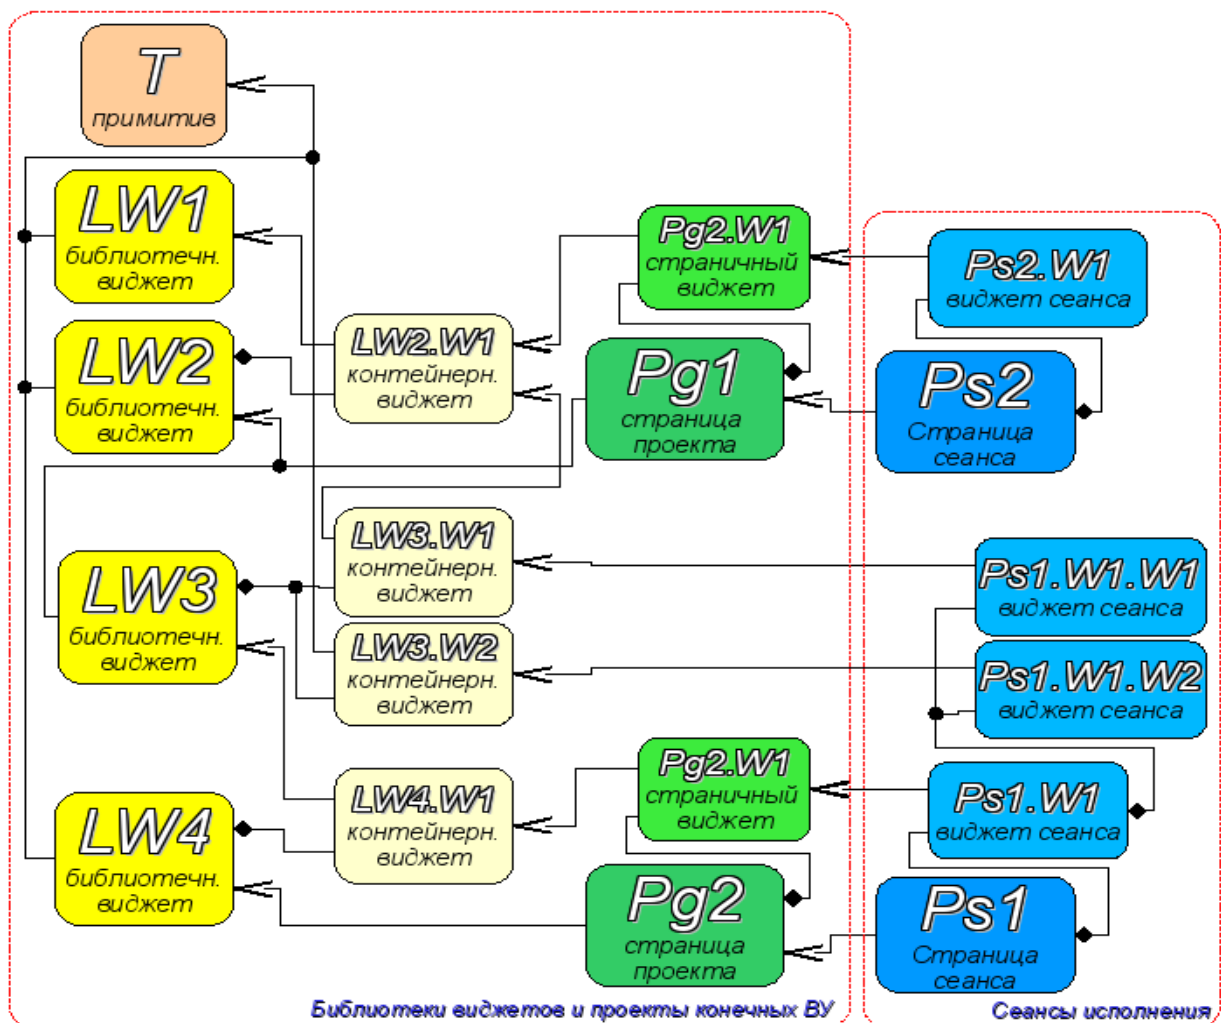 T
примитив
LW1
библиотечн.
виджет
LW2
библиотечн.
виджет
LW3
библиотечн.
виджет
LW4
библиотечн.
виджет
LW2.W1
контейнерн.
виджет
LW3.W1
контейнерн.
виджет
LW3.W2
контейнерн.
виджет
LW4.W1
контейнерн.
виджет
Pg2.W1
страничный
виджет
Pg1
страница
проекта
Pg2.W1
страничный
виджет
Pg2
страница
проекта
Библиотеки виджетов и проекты конечных ВУ
Ps2.W1
виджет сеанса
Ps2
Страница
сеанса
Ps1.W1.W1
виджет сеанса
Ps1.W1.W2
виджет сеанса
Ps1.W1
виджет сеанса
Ps1
Страница
сеанса
Сеансы исполнения